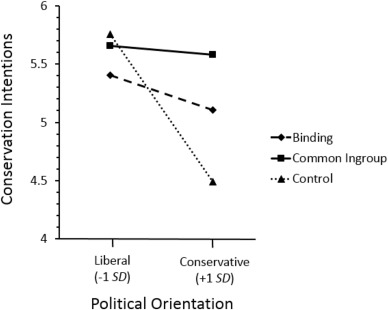 6
5.5
5
4.5
4
Conservation Intentions
Liberal
(-1 SD)
Conservative
(+1 SD)
Political Orientation
Binding
Common Ingroup
Control